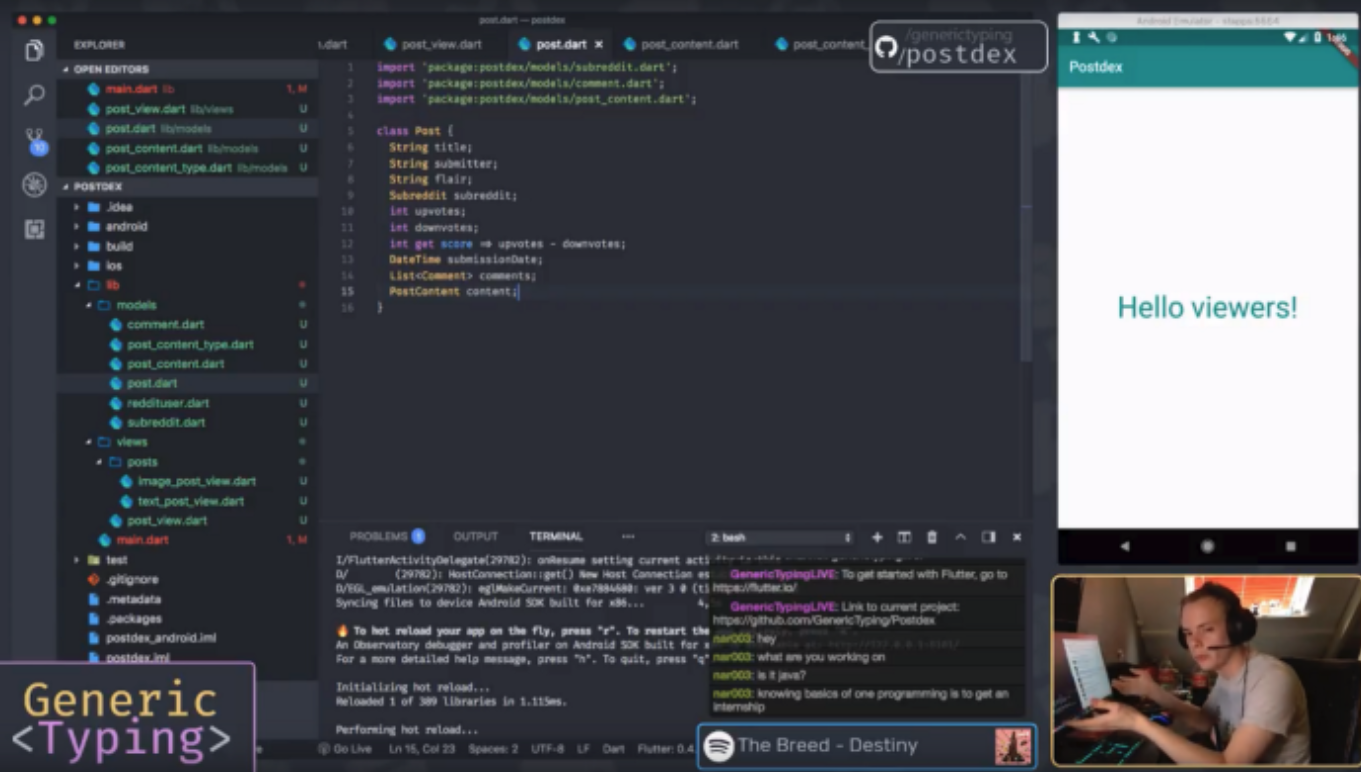 post.dart — postdex
Android Emulator - stapps:5554
EXPLORER
OPEN EDITORS
main.dart lib 1, M
post_view.dart lib/views U
post.dart lib/models U
post_content.dart lib/models U
post_content_type.dart lib/models U
POSTDEX
.idea
android
build
ios
lib
models
comment.dart U
post_content_type.dart U
post_content.dart U
post.dart U
reddituser.dart U
subreddit.dart U
views
posts
image_post_view.dart U
text_post_view.dart U
post_view.dart U
main.dart 1, M
test
.gitignore
.metadata
.packages
postdex_android.iml
postdex.iml
10
Generic
<Typing>
post_view.dart post.dart × post_content.dart post_content_
/generictyping
/postdex
1 import 'package:postdex/models/subreddit.dart';
2 import 'package:postdex/models/comment.dart';
3 import 'package:postdex/models/post_content.dart';
4
5 class Post {
6 String title;
7 String submitter;
8 String flair;
9 Subreddit subreddit;
10 int upvotes;
11 int downvotes;
12 int get score => upvotes - downvotes;
13 DateTime submissionDate;
14 List<Comment> comments;
15 PostContent content;
16 }
PROBLEMS 1 OUTPUT TERMINAL ••• 2: bash
I/FlutterActivityDelegate(29782): onResume setting current acti
D/ (29782): HostConnection::get() New Host Connection es
D/EGL_emulation(29782): eglMakeCurrent: 0xe7884680: ver 3 0 (ti
Syncing files to device Android SDK built for x86... 4,
🔥 To hot reload your app on the fly, press "r". To restart the
An Observatory debugger and profiler on Android SDK built for x
For a more detailed help message, press "h". To quit, press "q"
Initializing hot reload...
Reloaded 1 of 389 libraries in 1.115ms.
Performing hot reload...
GenericTypingLIVE: To get started with Flutter, go to
https://flutter.io/
GenericTypingLIVE: Link to current project:
https://github.com/GenericTyping/Postdex
nar003: hey
nar003: what are you working on
nar003: is it java?
nar003: knowing basics of one programming is to get an
internship
Go Live Ln 15, Col 23 Spaces: 2 UTF-8 LF Dart Flutter: 0.4.
The Breed - Destiny
Postdex
Hello viewers!